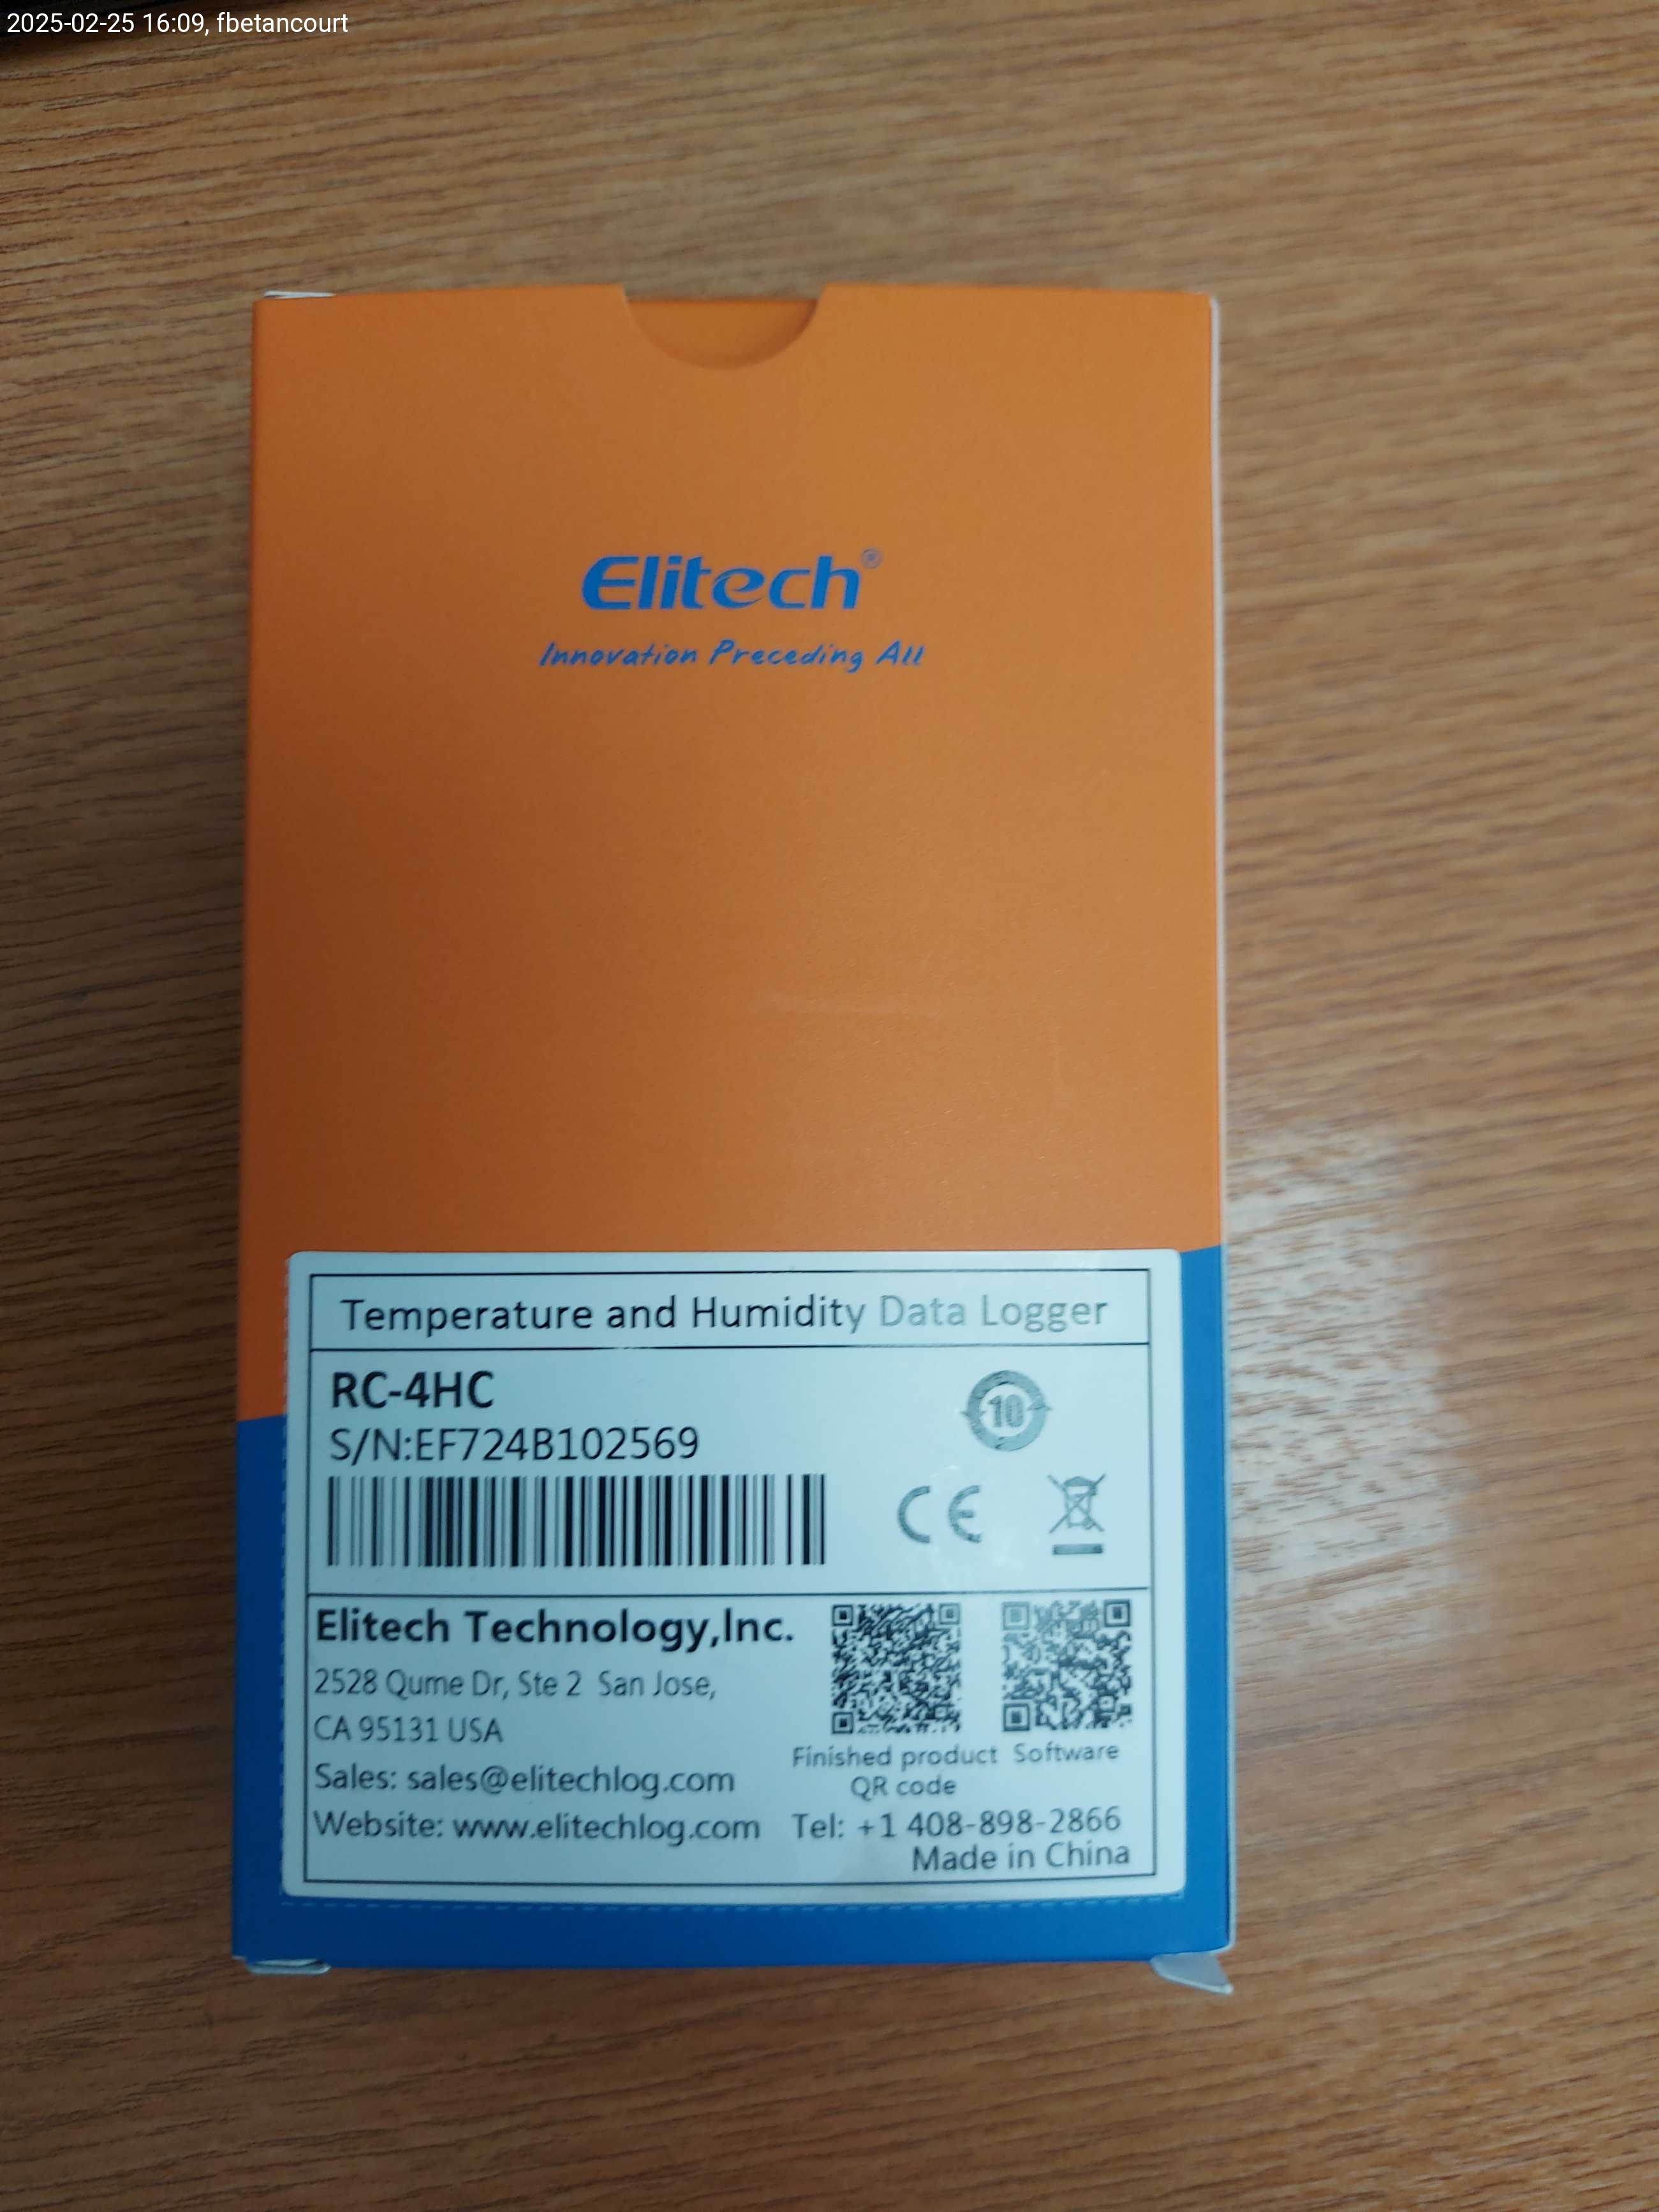 2025-02-25 16:09, fbetancourt
Elitech®
Innovation Preceding All
Temperature and Humidity Data Logger
RC-4HC
S/N:EF724B102569
10
CE
Elitech Technology,Inc.
2528 Qume Dr, Ste 2 San Jose,
CA 95131 USA
Sales: sales@elitechlog.com
Website: www.elitechlog.com
Finished product QR code
Software
Tel: +1 408-898-2866
Made in China